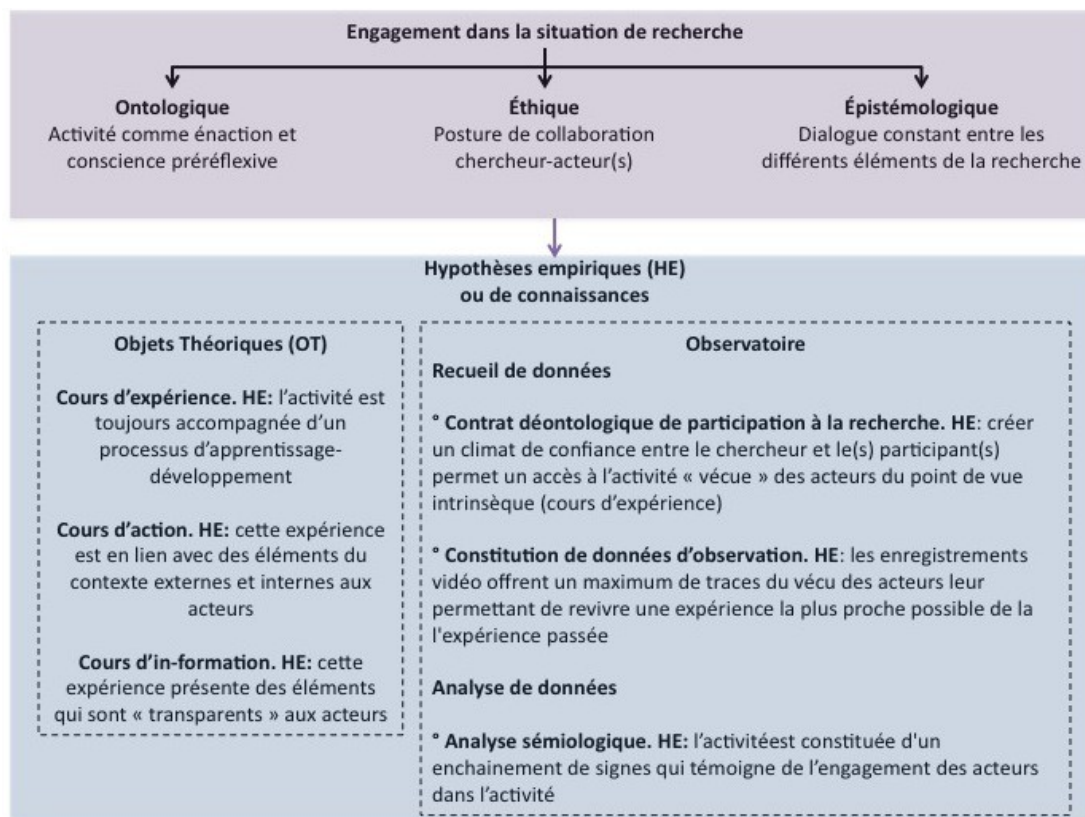 Engagement dans la situation de recherche
Ontologique
Activité comme énaction et
conscience préréflexive
Éthique
Posture de collaboration
chercheur-acteur(s)
Épistémologique
Dialogue constant entre les
différents éléments de la recherche
Hypothèses empiriques (HE)
ou de connaissances
Objets Théoriques (OT)
Cours d’expérience. HE: l’activité est
toujours accompagnée d’un
processus d’apprentissage-
développement
Cours d’action. HE: cette expérience
est en lien avec des éléments du
contexte externes et internes aux
acteurs
Cours d’in-formation. HE: cette
expérience présente des éléments
qui sont « transparents » aux acteurs
Observatoire
Recueil de données
° Contrat déontologique de participation à la recherche. HE: créer
un climat de confiance entre le chercheur et le(s) participant(s)
permet un accès à l’activité « vécue » des acteurs du point de vue
intrinsèque (cours d’expérience)
° Constitution de données d’observation. HE: les enregistrements
vidéo offrent un maximum de traces du vécu des acteurs leur
permettant de revivre une expérience la plus proche possible de la
l'expérience passée
Analyse de données
° Analyse sémiologique. HE: l’activitéest constituée d'un
enchainement de signes qui témoigne de l’engagement des acteurs
dans l’activité